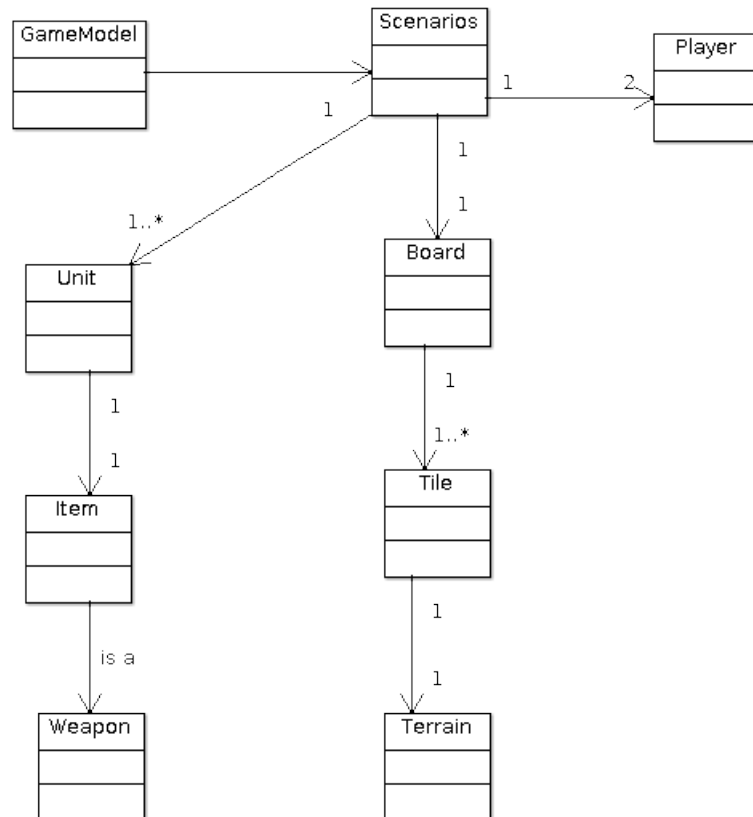 GameModel
Scenarios
Player
1
2
1
1
1..*
1
Unit
Board
1
1
1
1..*
Item
Tile
1
is a
1
Weapon
Terrain